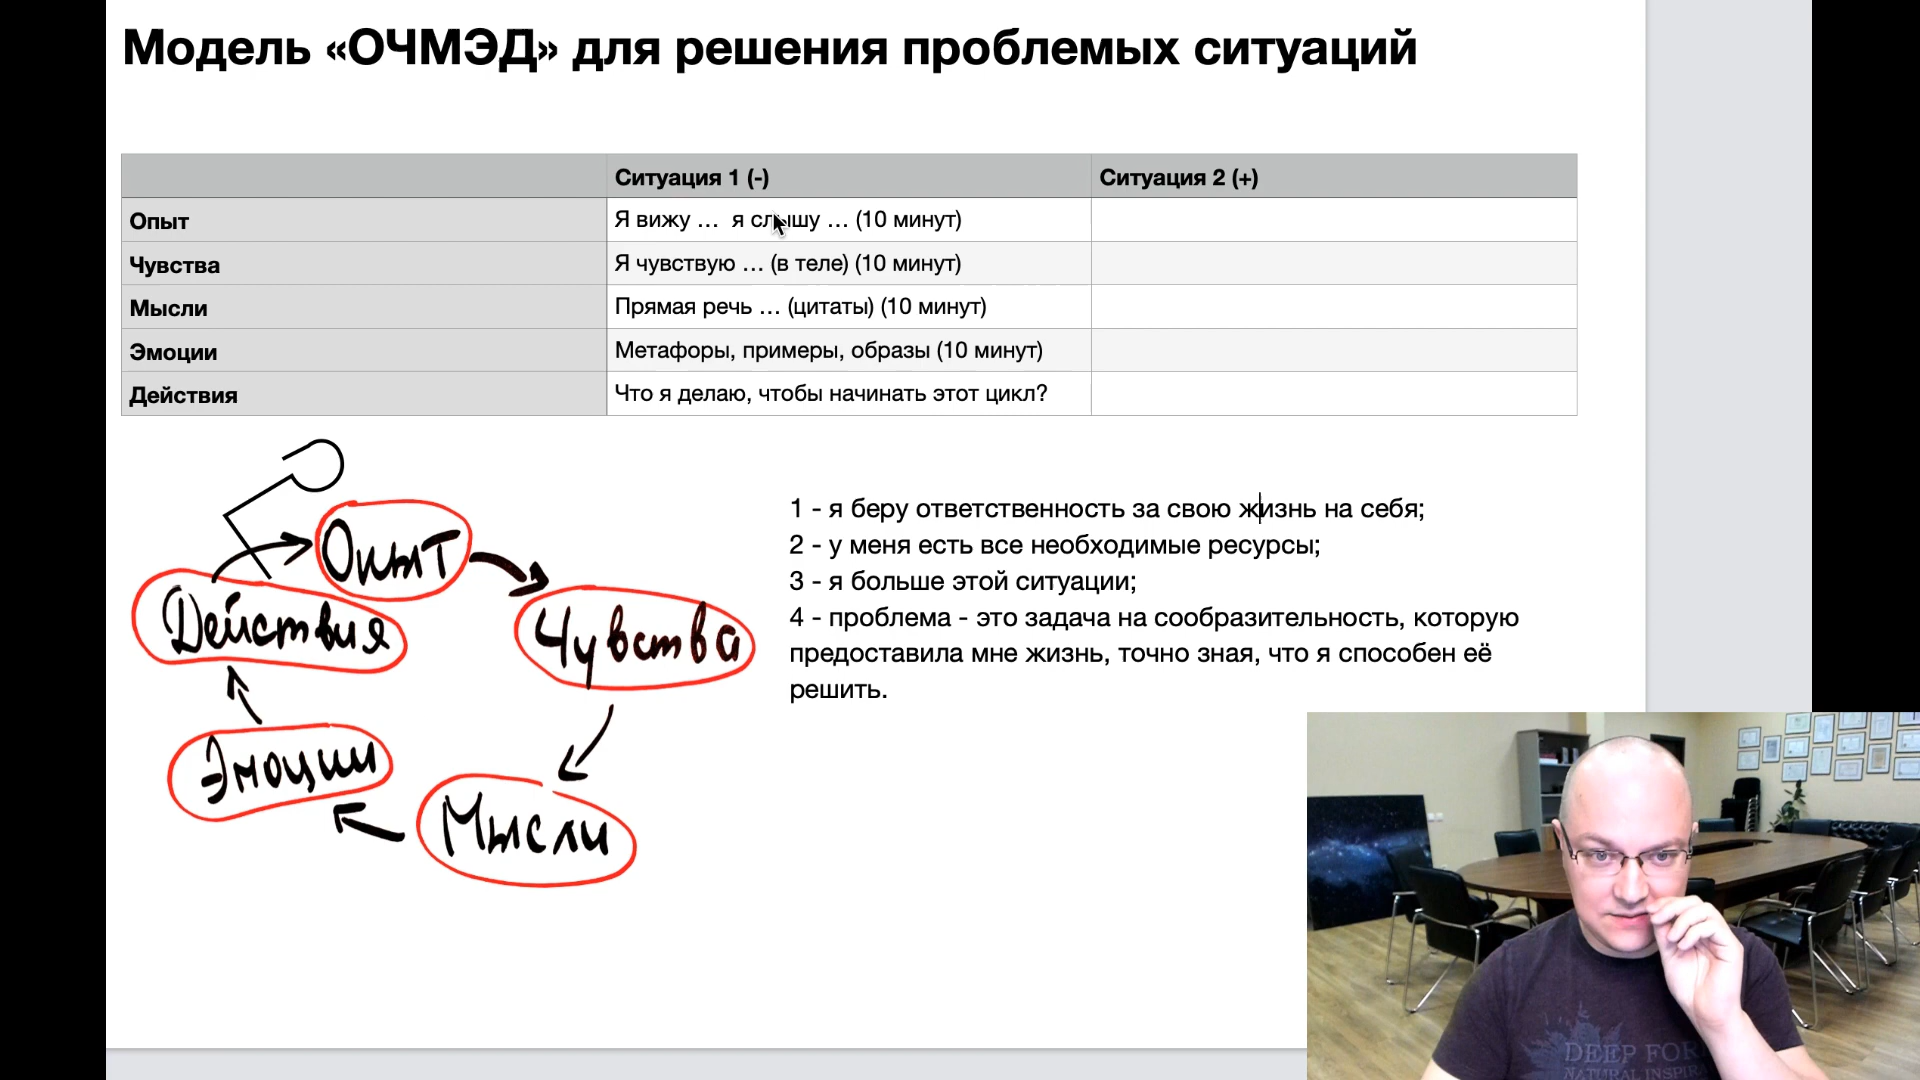 Модель «ОЧМЭД» для решения проблемых ситуаций
Ситуация 1 (-) Ситуация 2 (+)
Опыт Я вижу … я слышу … (10 минут)
Чувства Я чувствую … (в теле) (10 минут)
Мысли Прямая речь … (цитаты) (10 минут)
Эмоции Метафоры, примеры, образы (10 минут)
Действия Что я делаю, чтобы начинать этот цикл?
Опыт
Действия
Чувства
Эмоции
Мысли
1 - я беру ответственность за свою жизнь на себя;
2 - у меня есть все необходимые ресурсы;
3 - я больше этой ситуации;
4 - проблема - это задача на сообразительность, которую
предоставила мне жизнь, точно зная, что я способен её
решить.
DEEP
NATURAL